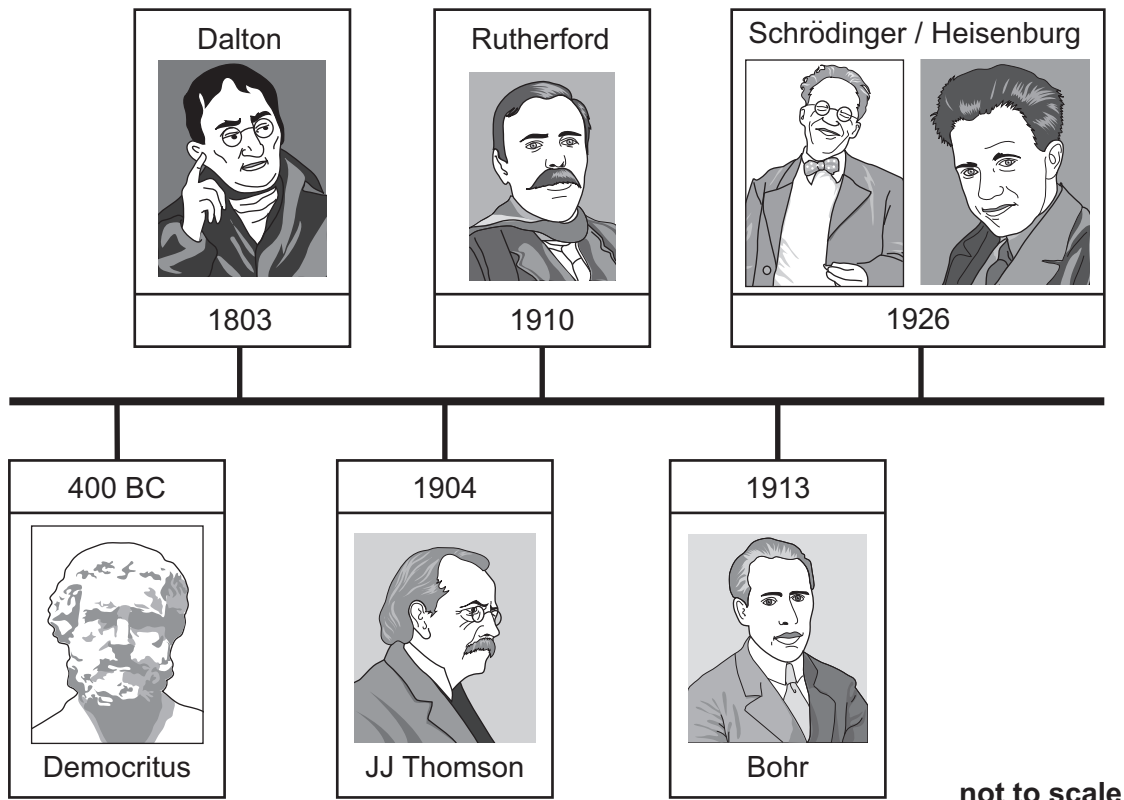 Dalton
Rutherford
Schrödinger / Heisenburg
1803
1910
1926
400 BC
1904
1913
Democritus
JJ Thomson
Bohr
not to scale